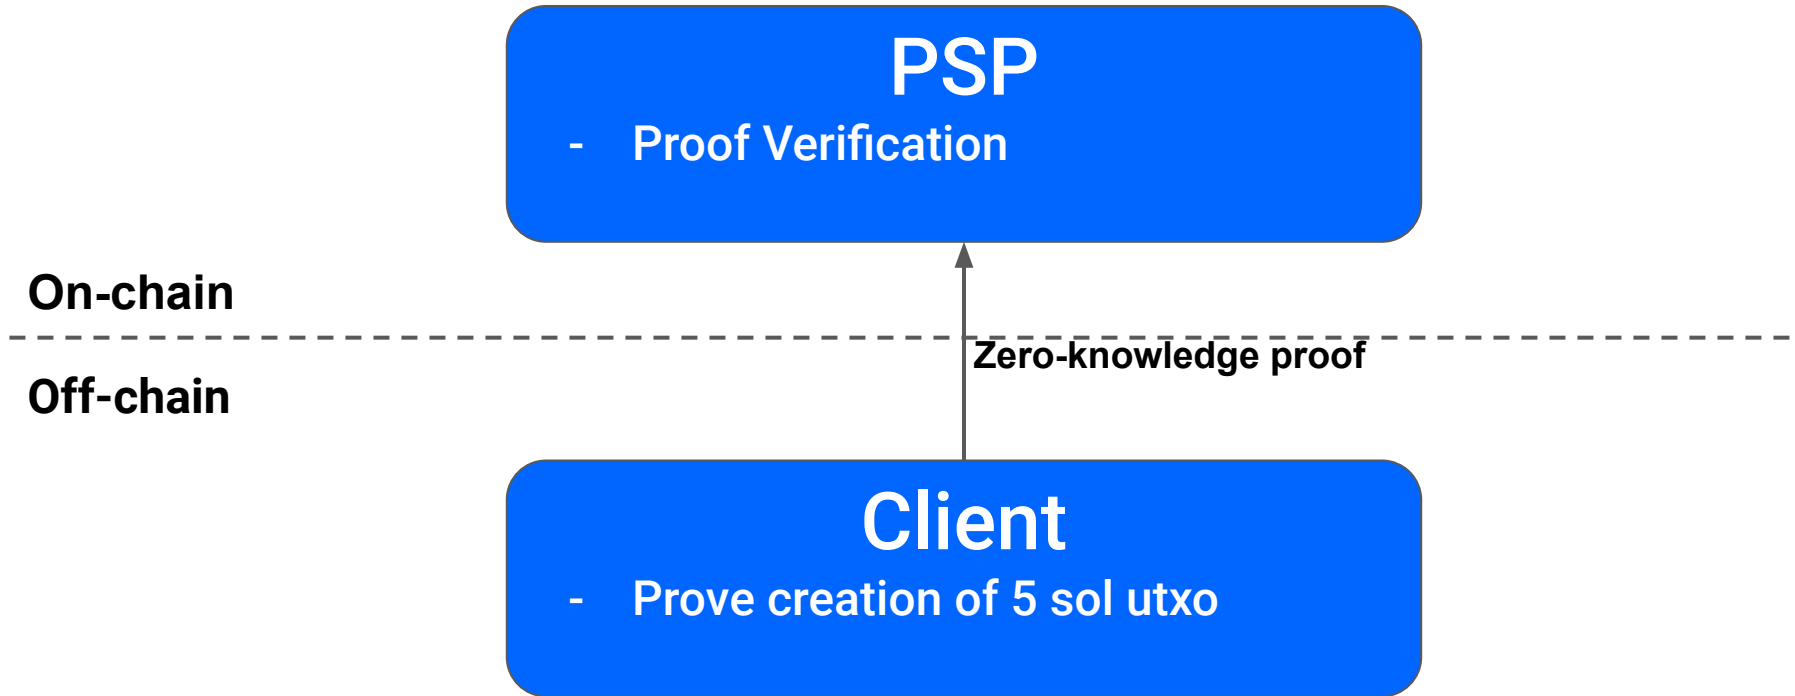 PSP
- Proof Verification
On-chain
Zero-knowledge proof
Off-chain
Client
- Prove creation of 5 sol utxo